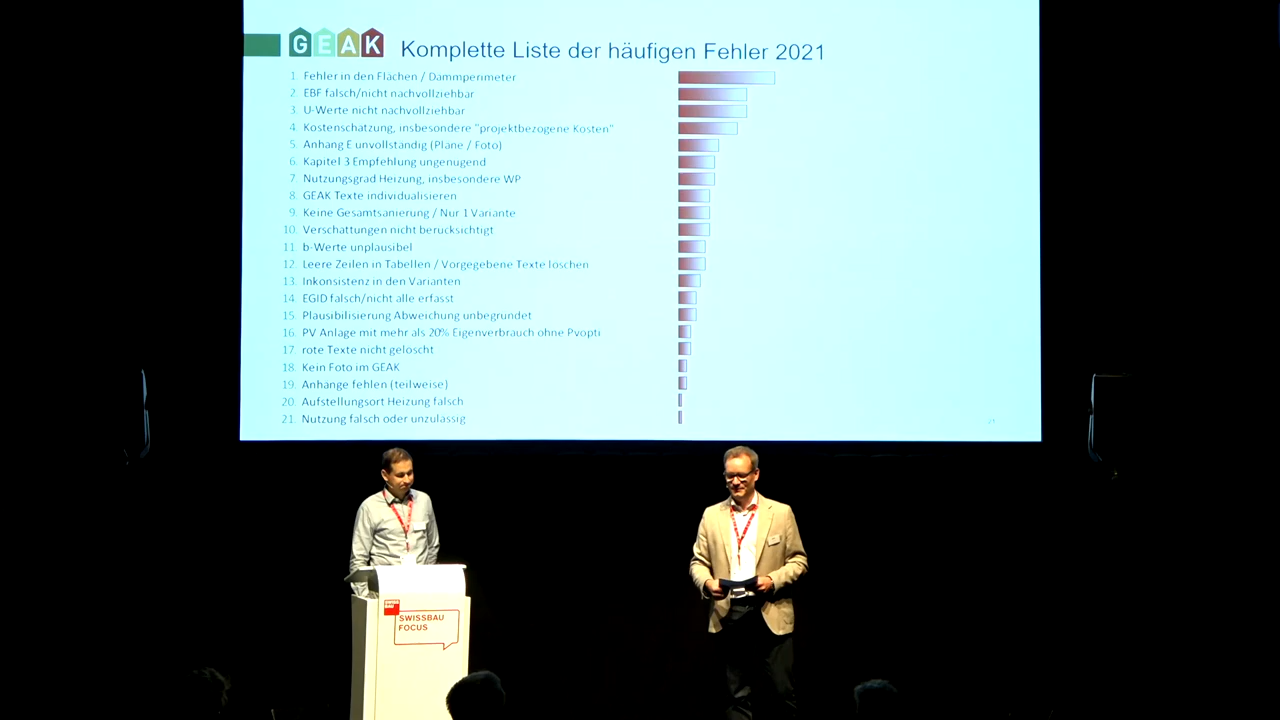 GEAK
Komplette Liste der häufigen Fehler 2021
1. Fehler in den Flächen / Dämmperimeter
2. EBF falsch/nicht nachvollziehbar
3. U-Werte nicht nachvollziehbar
4. Kostenschätzung, insbesondere "projektbezogene Kosten"
5. Anhang E unvollständig (Pläne / Foto)
6. Kapitel 3 Empfehlung ungenügend
7. Nutzungsgrad Heizung, insbesondere WP
8. GEAK Texte individualisieren
9. Keine Gesamtsanierung / Nur 1 Variante
10. Verschattungen nicht berücksichtigt
11. b-Werte unplausibel
12. Leere Zeilen in Tabellen / Vorgegebene Texte löschen
13. Inkonsistenz in den Varianten
14. EGID falsch/nicht alle erfasst
15. Plausibilisierung Abweichung unbegründet
16. PV Anlage mit mehr als 20% Eigenverbrauch ohne Pvopti
17. rote Texte nicht gelöscht
18. Kein Foto im GEAK
19. Anhänge fehlen (teilweise)
20. Aufstellungsort Heizung falsch
21. Nutzung falsch oder unzulässig
SWISSBAU
FOCUS